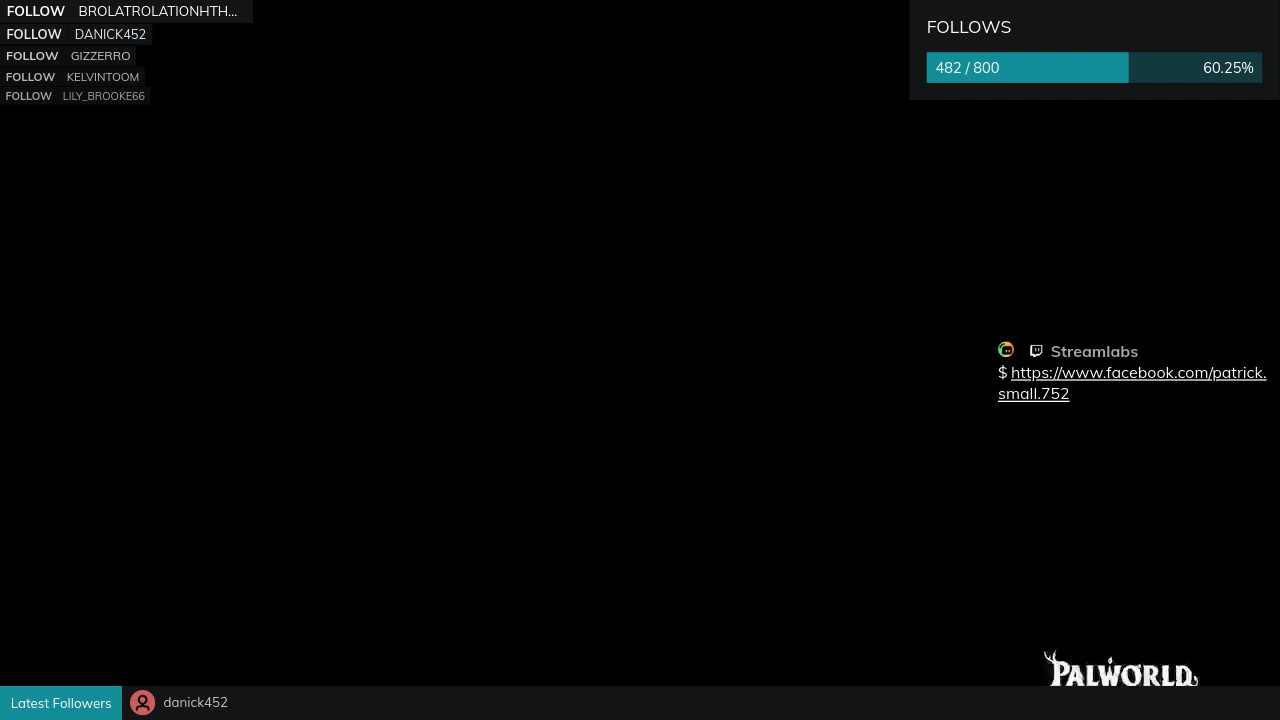 FOLLOW BROLATROLATIONHTH...
FOLLOW DANICK452
FOLLOW GIZZERRO
FOLLOW KELVINTOOM
FOLLOW LILY_BROOKE66
FOLLOWS
482 / 800 60.25%
Streamlabs
$ https://www.facebook.com/patrick.
small.752
PALWORLD
Latest Followers danick452